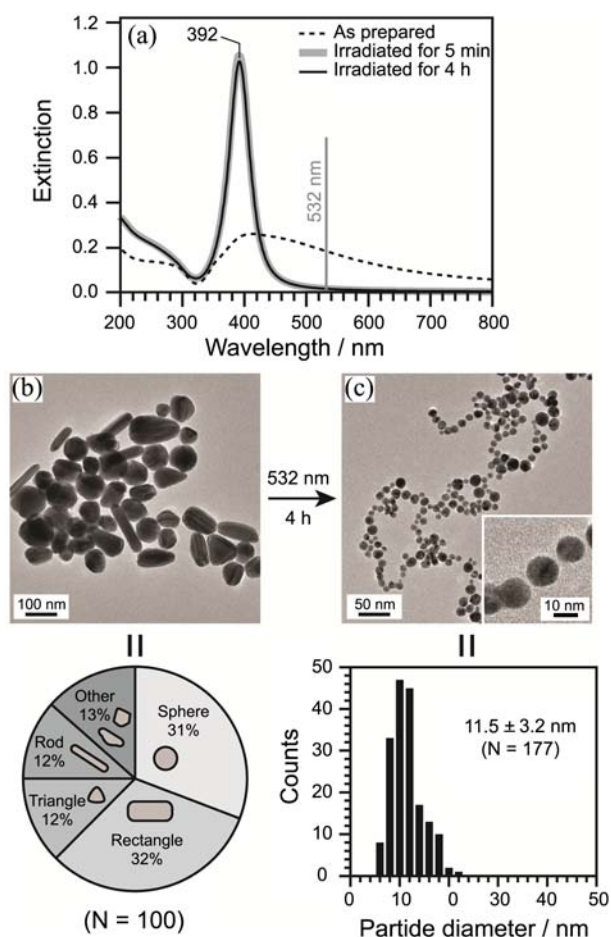 (a)
392
As prepared
Irradiated for 5 min
Irradiated for 4 h
532 nm
Extinction
1.2
1.0
0.8
0.6
0.4
0.2
0.0
200 300 400 500 600 700 800
Wavelength / nm
(b)
100 nm
532 nm
4 h
(c)
50 nm
10 nm
=
=
Other
13%
Sphere
31%
Rod
12%
Triangle
12%
Rectangle
32%
(N = 100)
Counts
50
40
30
20
10
0
11.5 ± 3.2 nm
(N = 177)
0 10 20 0 40 50
Partide diameter / nm